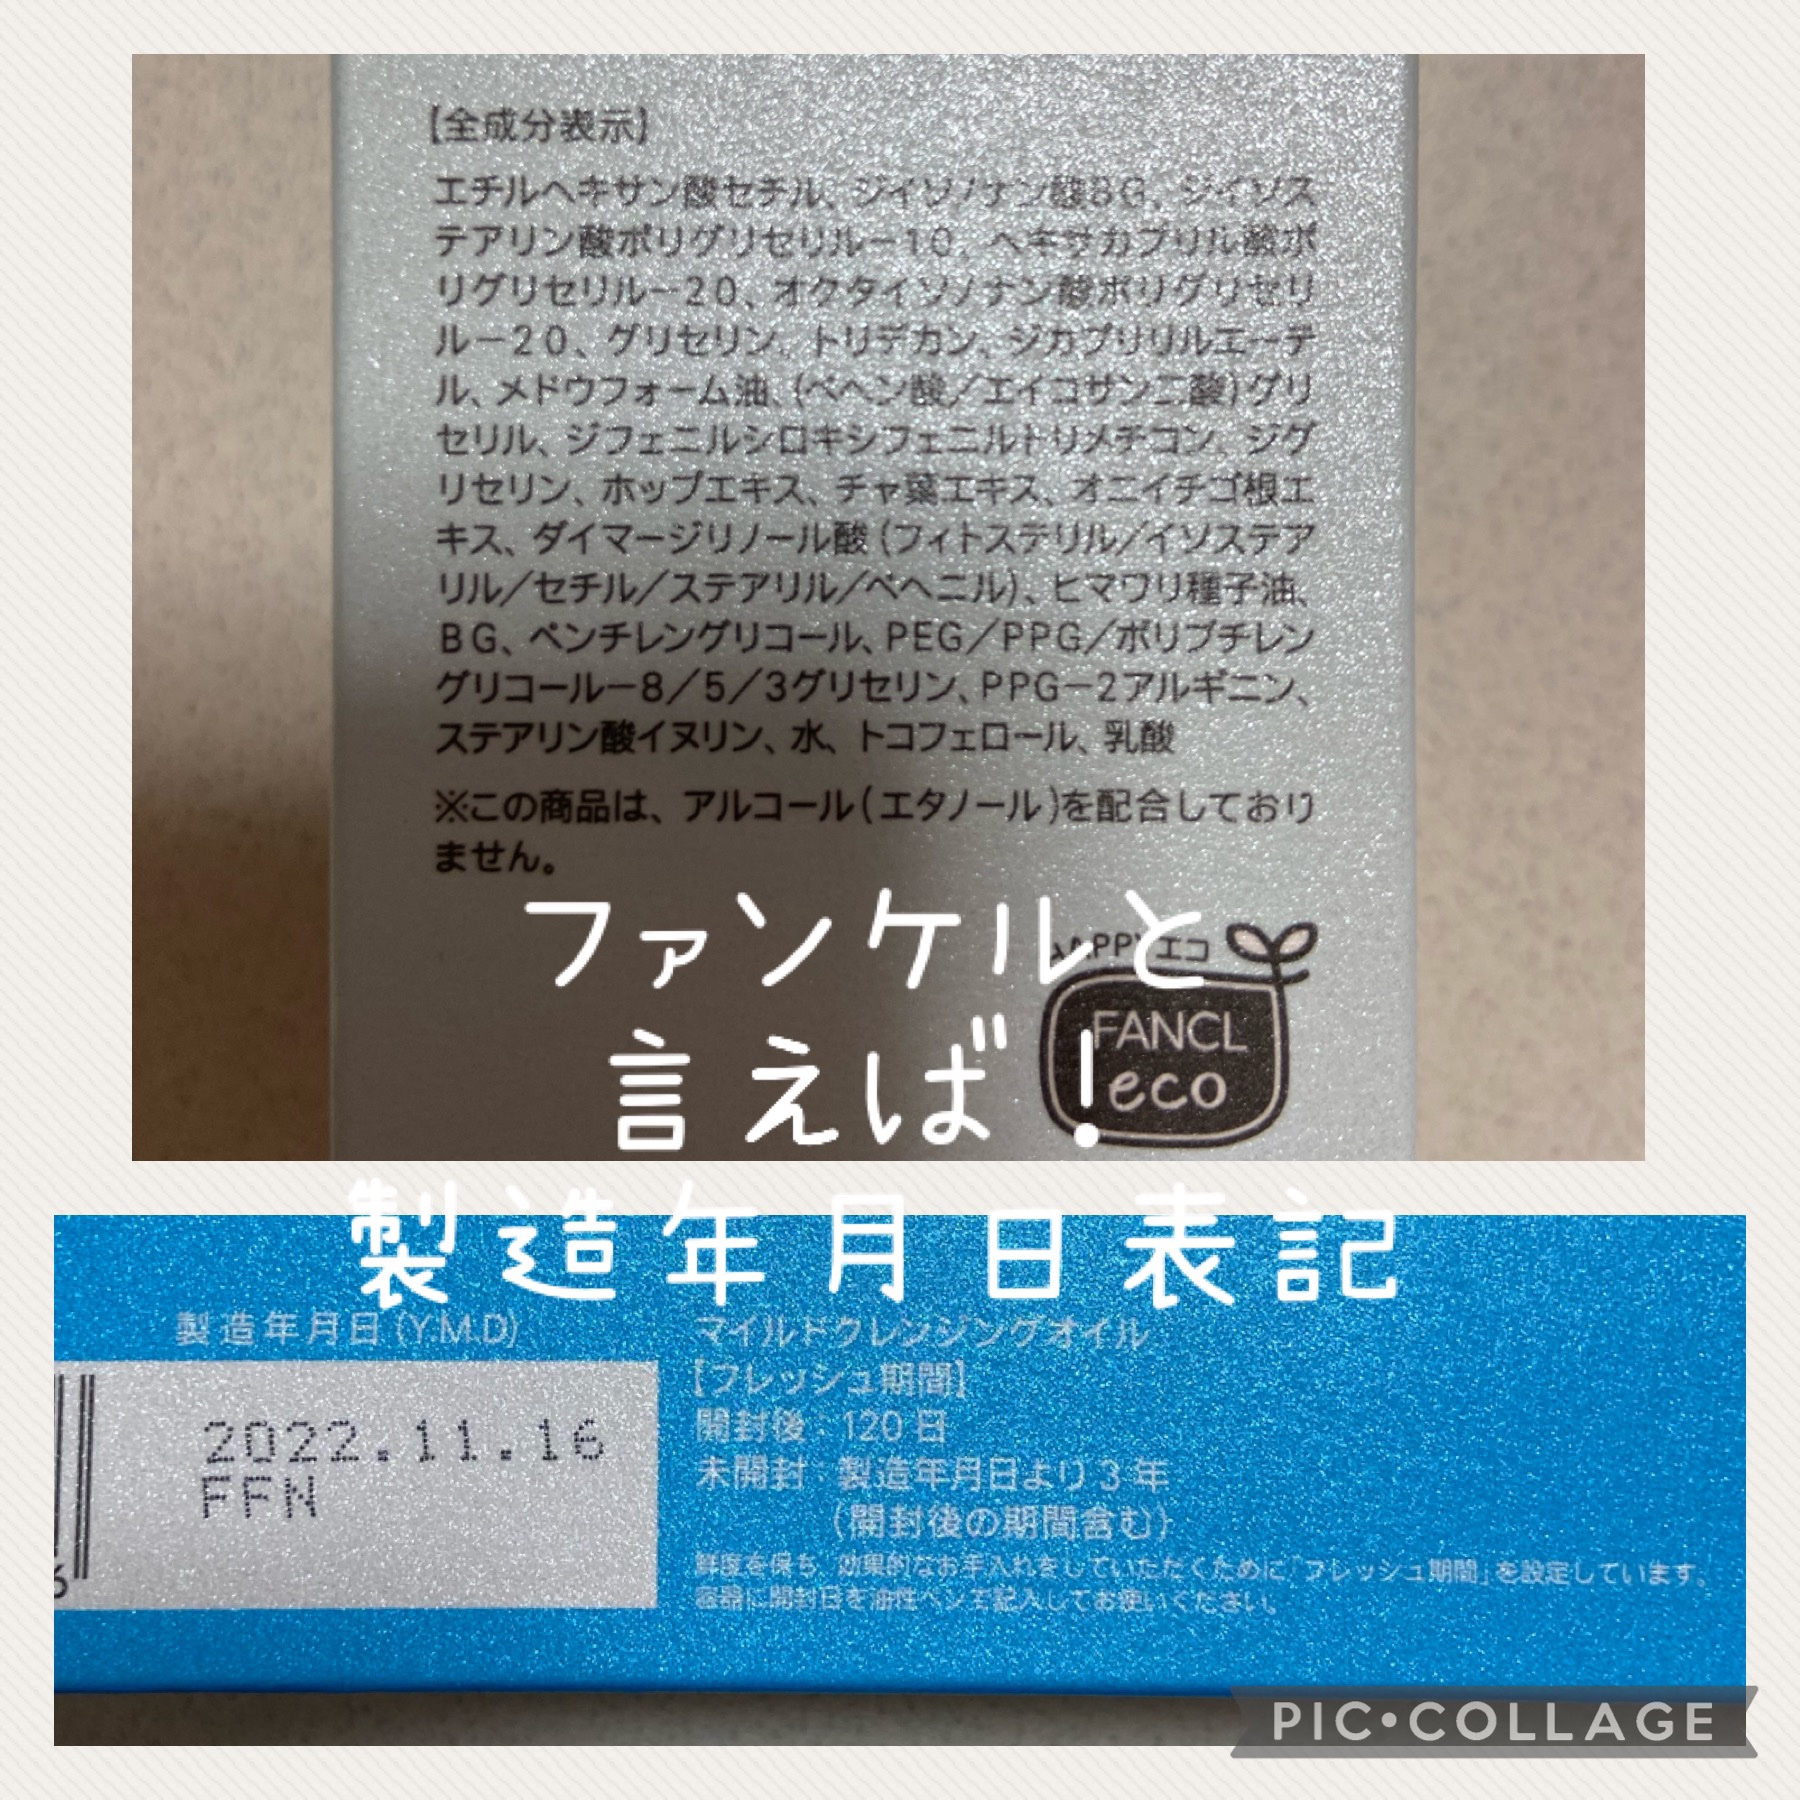 【全成分表示】
エチルヘキサン酸セチル、ジイソノナン酸BG、ジイソス
テアリン酸ポリグリセリル－10、ヘキサカプリル酸ポ
リグリセリル－20、オクタイソノナン酸ポリグリセリ
ル－20、グリセリン、トリデカン、ジカプリリルエーテ
ル、メドウフォーム油、(ベヘン酸／エイコサン二酸)グリ
セリル、ジフェニルシロキシフェニルトリメチコン、ジグ
リセリン、ホップエキス、チャ葉エキス、オニイチゴ根エ
キス、ダイマージリノール酸(フィトステリル／イソステア
リル／セチル／ステアリル／ベヘニル)、ヒマワリ種子油、
BG、ペンチレングリコール、PEG／PPG／ポリブチレン
グリコール－8／5／3グリセリン、PPG－2アルギニン、
ステアリン酸イヌリン、水、トコフェロール、乳酸
※この商品は、アルコール(エタノール)を配合しており
ません。
ファンケルと
言えば！
HAPPYエコ
FANCL
eco
製造年月日表記
製造年月日(Y.M.D)
2022.11.16
FFN
6
マイルドクレンジングオイル
【フレッシュ期間】
開封後：120日
未開封：製造年月日より3年
(開封後の期間含む)
鮮度を保ち、効果的なお手入れをしていただくために「フレッシュ期間」を設定しています。
容器に開封日を油性ペンで記入してお使いください。
PIC•COLLAGE